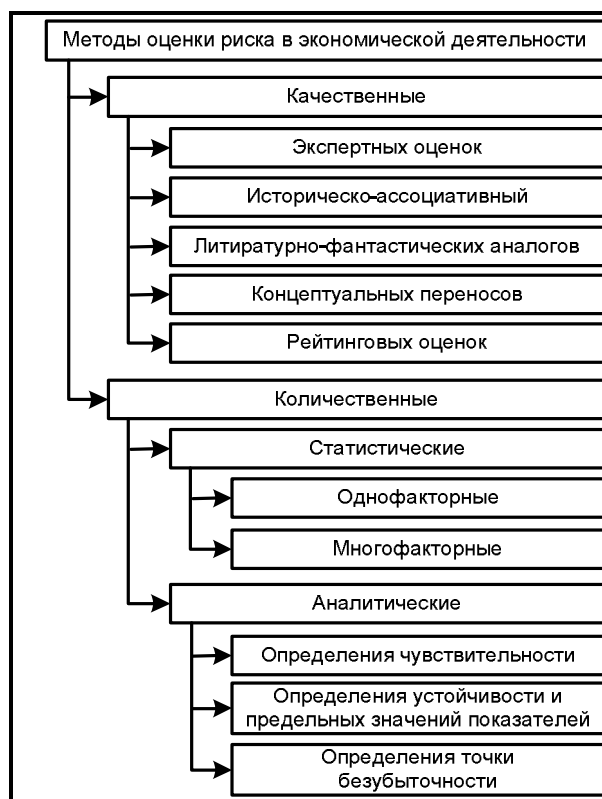 Методы оценки риска в экономической деятельности
Качественные
Экспертных оценок
Историческо-ассоциативный
Литиратурно-фантастических аналогов
Концептуальных переносов
Рейтинговых оценок
Количественные
Статистические
Однофакторные
Многофакторные
Аналитические
Определения чувствительности
Определения устойчивости и
предельных значений показателей
Определения точки
безубыточности